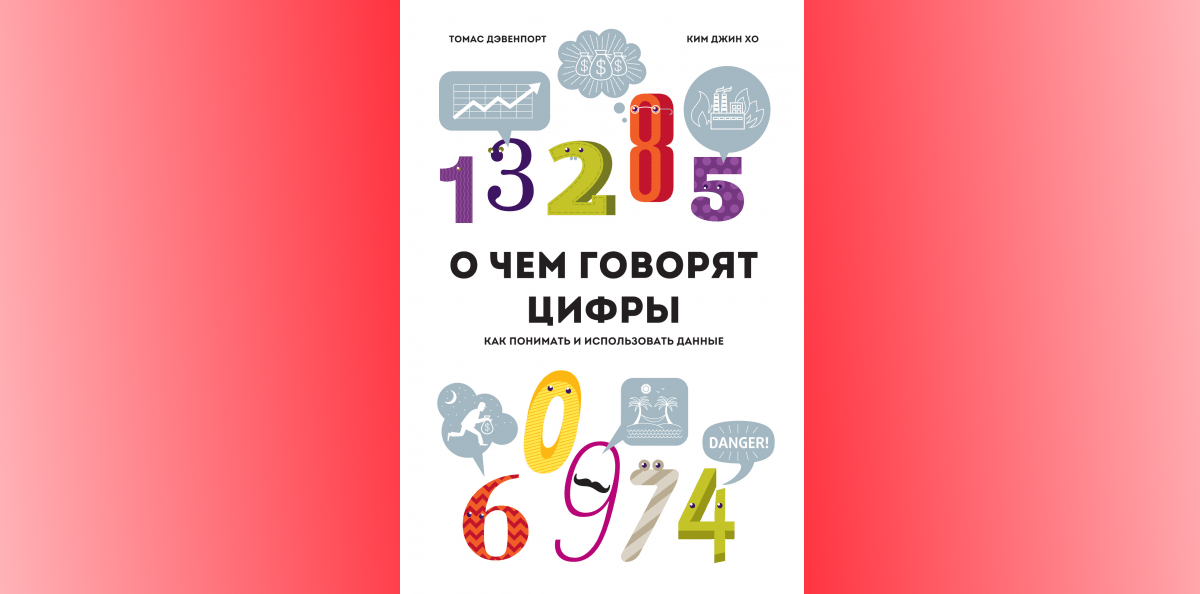 ТОМАС ДЭВЕНПОРТ
КИМ ДЖИН ХО
$ $ $
1 3 2 8 5
О ЧЕМ ГОВОРЯТ
ЦИФРЫ
КАК ПОНИМАТЬ И ИСПОЛЬЗОВАТЬ ДАННЫЕ
$
DANGER!
0
6 9 7 4